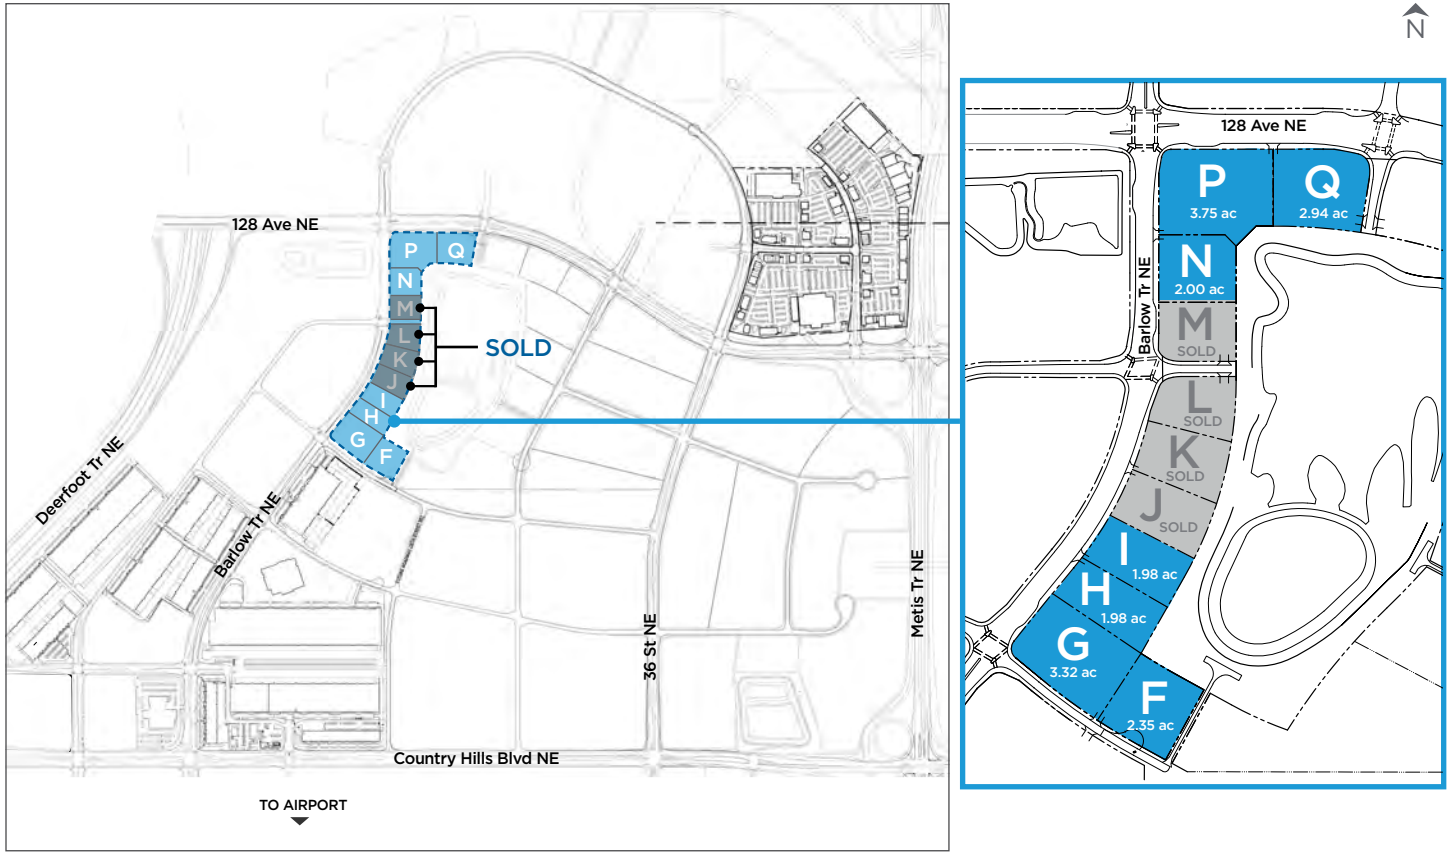 N
128 Ave NE
P
Q
N
M
L
K
J
I
H
G
F
SOLD
Deerfoot Tr NE
Barlow Tr NE
36 St NE
Metis Tr NE
Country Hills Blvd NE
TO AIRPORT
128 Ave NE
Barlow Tr NE
P
3.75 ac
Q
2.94 ac
N
2.00 ac
M
SOLD
L
SOLD
K
SOLD
J
SOLD
I
1.98 ac
H
1.98 ac
G
3.32 ac
F
2.35 ac